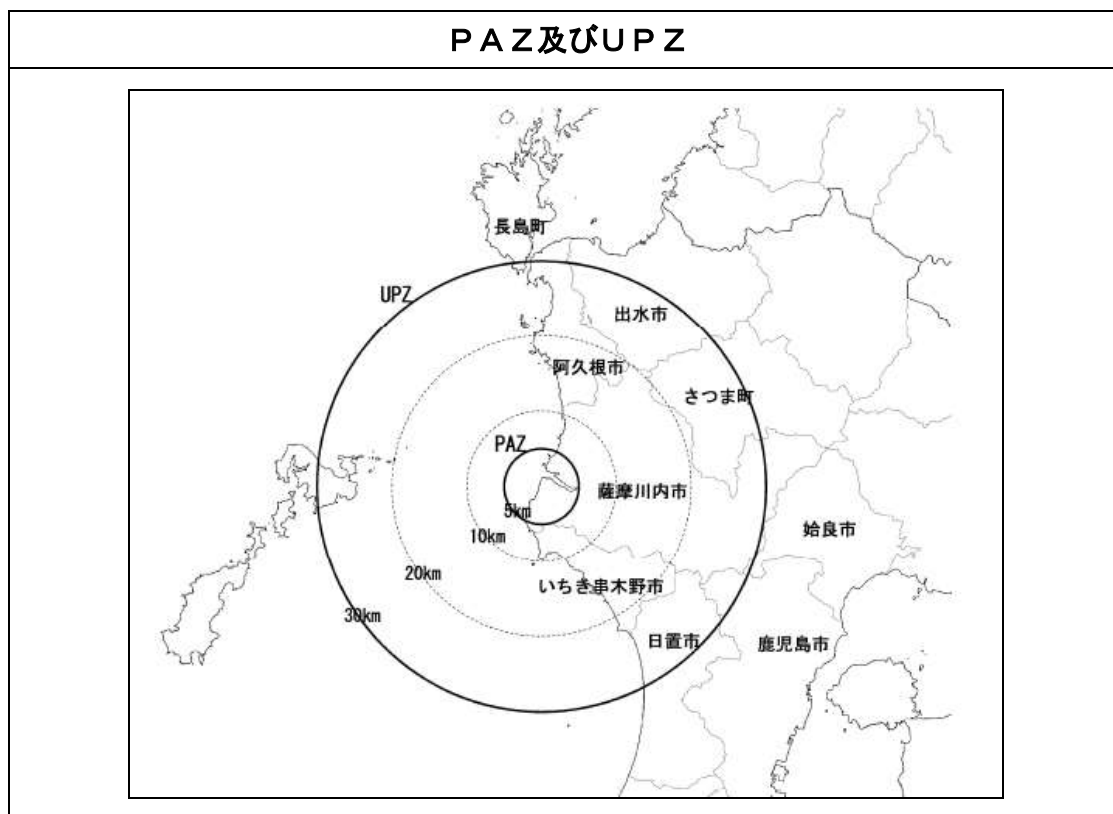 ＰＡＺ及びＵＰＺ
長島町
UPZ
出水市
阿久根市
さつま町
PAZ
薩摩川内市
5km
10km
姶良市
20km
いちき串木野市
30km
日置市
鹿児島市